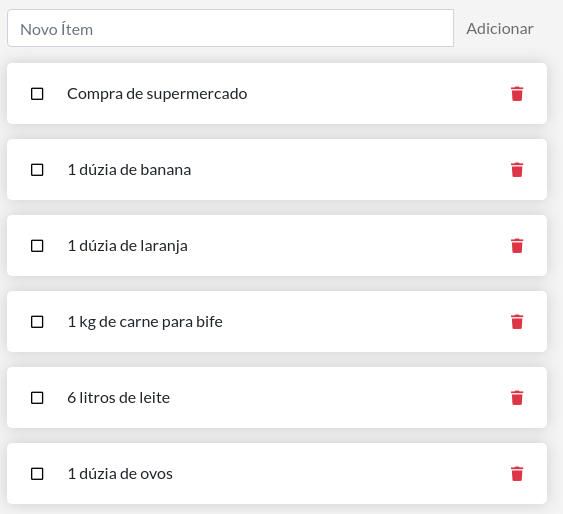 Novo Ítem
Adicionar
Compra de supermercado
1 dúzia de banana
1 dúzia de laranja
1 kg de carne para bife
6 litros de leite
1 dúzia de ovos